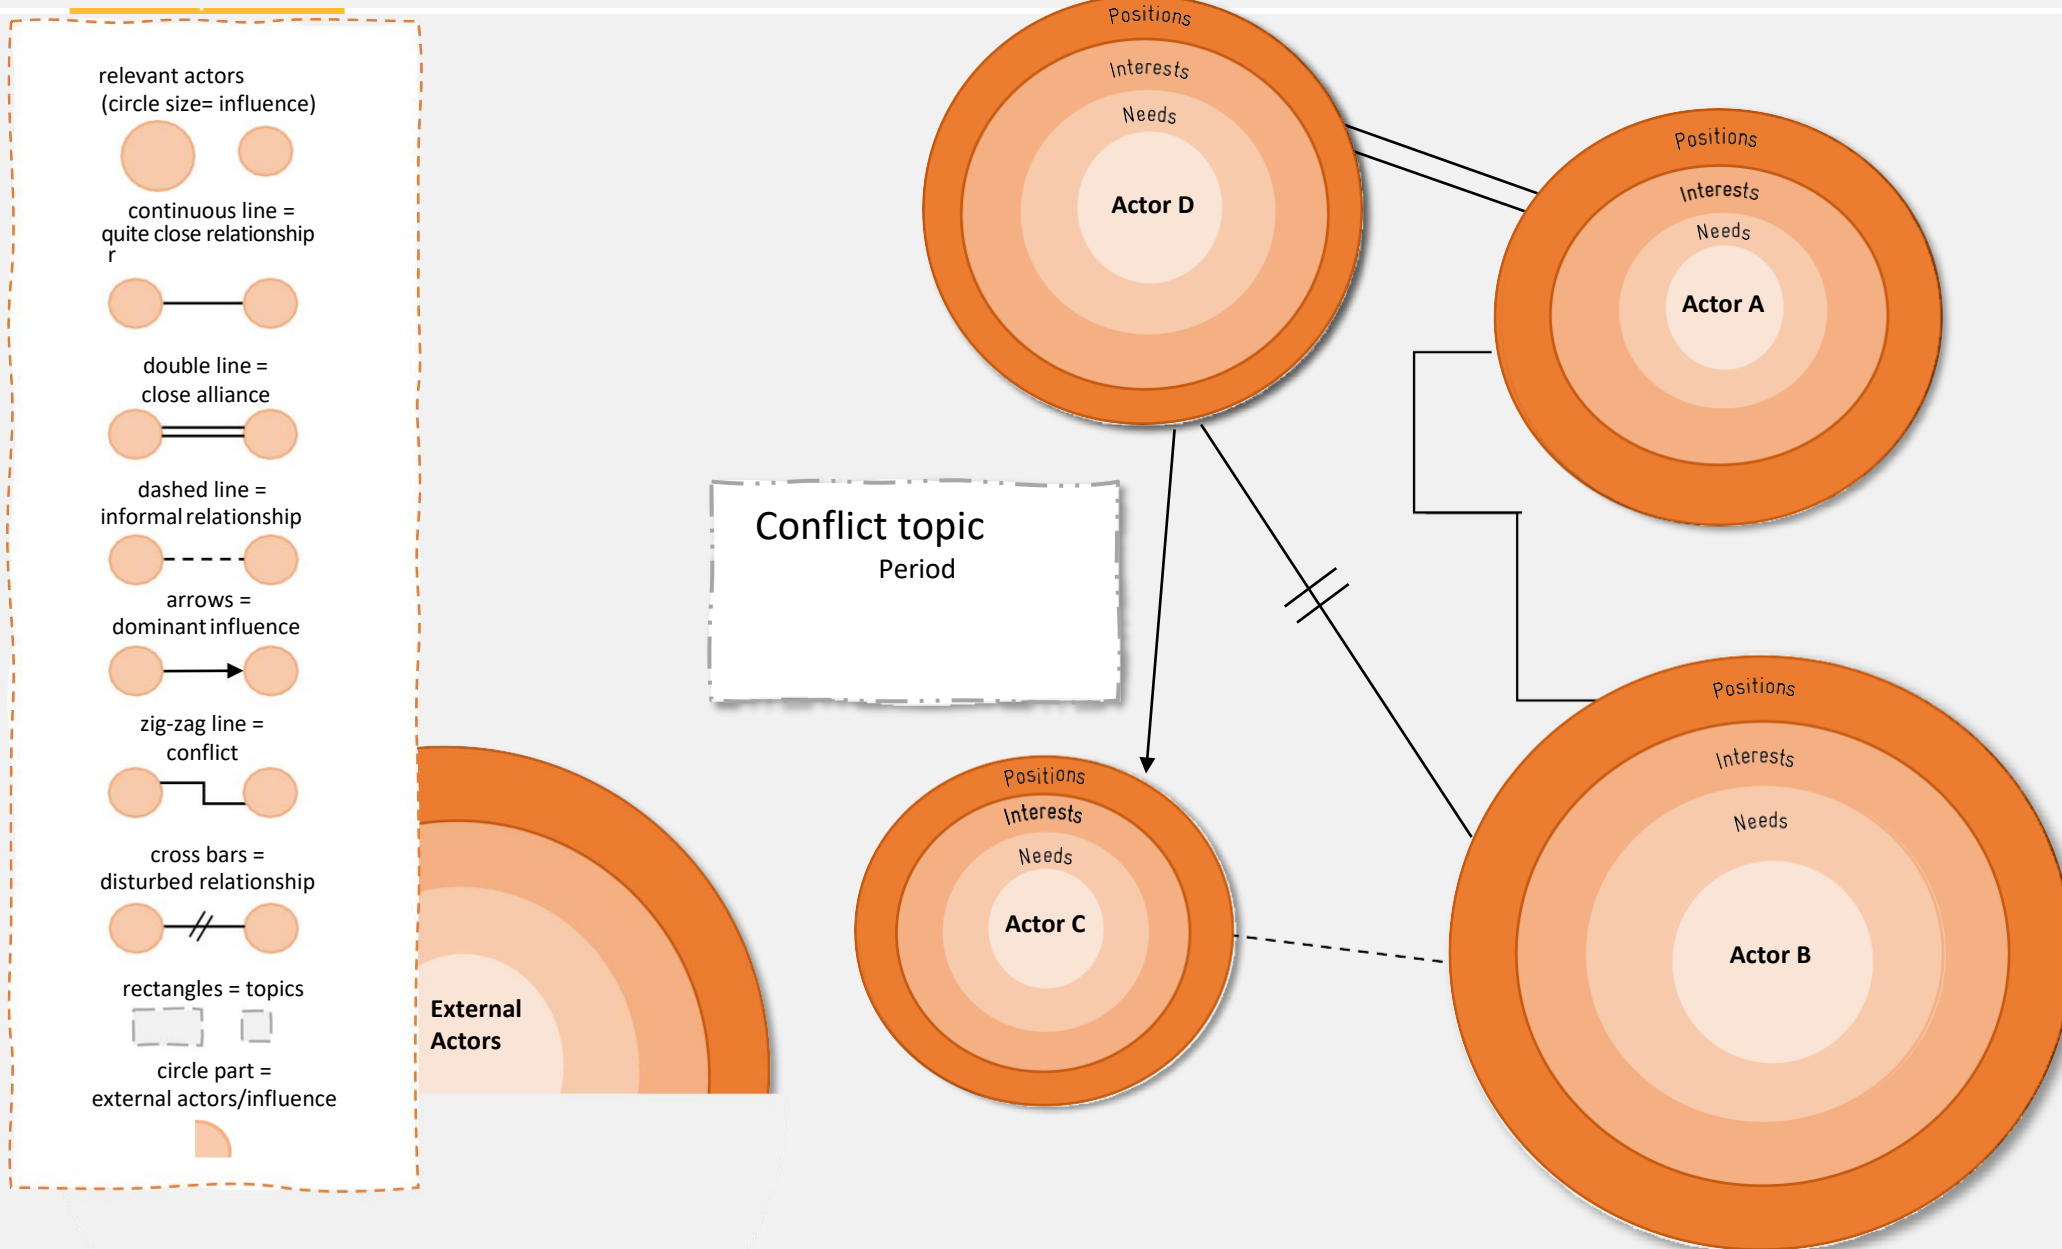 relevant actors
(circle size= influence)
continuous line =
quite close relationship
r
double line =
close alliance
dashed line =
informal relationship
arrows =
dominant influence
zig-zag line =
conflict
cross bars =
disturbed relationship
rectangles = topics
circle part =
external actors/influence
Positions
Interests
Needs
Actor D
Positions
Interests
Needs
Actor A
Conflict topic
Period
Positions
Interests
Needs
Actor C
Positions
Interests
Needs
Actor B
External
Actors